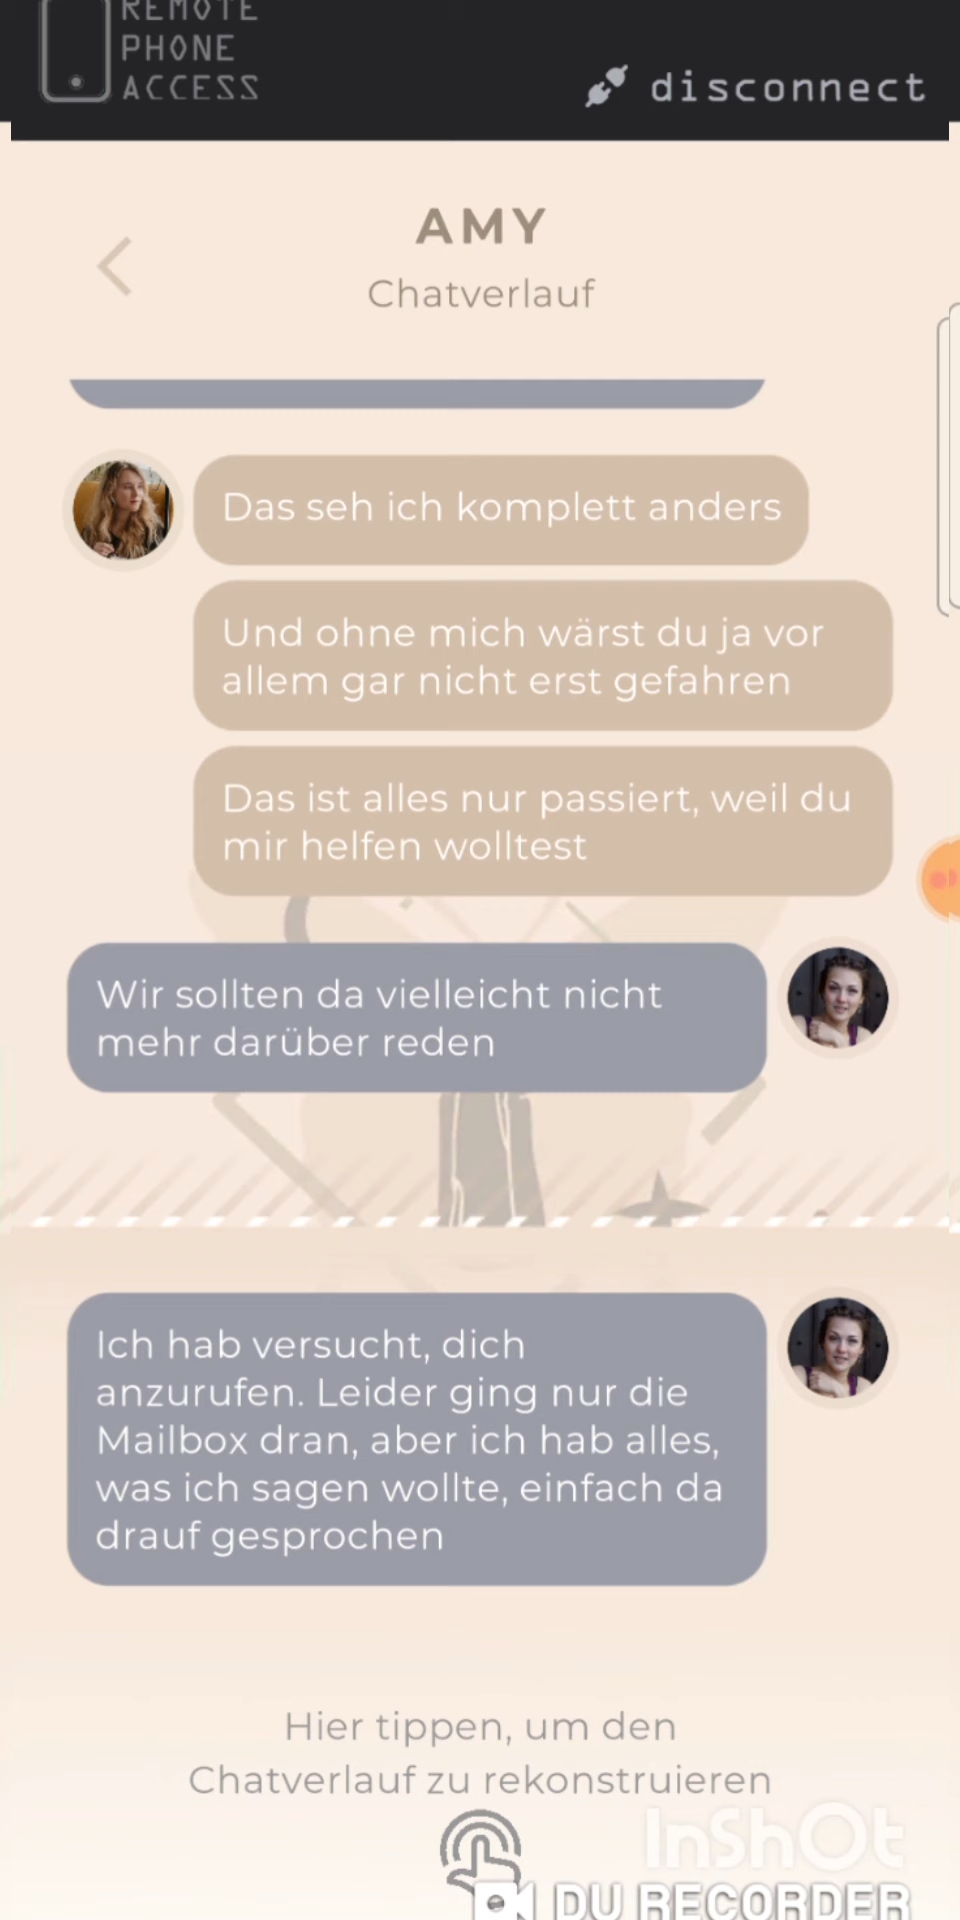 REMOTE
PHONE
ACCESS
disconnect
AMY
Chatverlauf
Das seh ich komplett anders
Und ohne mich wärst du ja vor
allem gar nicht erst gefahren
Das ist alles nur passiert, weil du
mir helfen wolltest
Wir sollten da vielleicht nicht
mehr darüber reden
Ich hab versucht, dich
anzurufen. Leider ging nur die
Mailbox dran, aber ich hab alles,
was ich sagen wollte, einfach da
drauf gesprochen
Hier tippen, um den
Chatverlauf zu rekonstruieren
InShOt
DU RECORDER